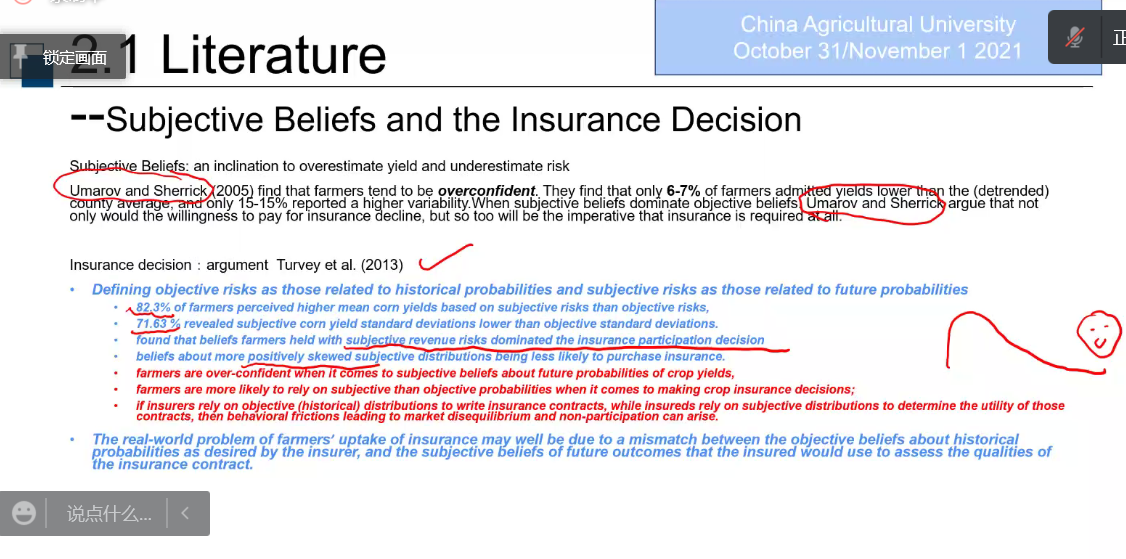 China Agricultural University
October 31/November 1 2021
锁定画面
2.1 Literature
--Subjective Beliefs and the Insurance Decision
Subjective Beliefs: an inclination to overestimate yield and underestimate risk
Umarov and Sherrick (2005) find that farmers tend to be overconfident. They find that only 6-7% of farmers admitted yields lower than the (detrended)
county average, and only 15-15% reported a higher variability.When subjective beliefs dominate objective beliefs, Umarov and Sherrick argue that not
only would the willingness to pay for insurance decline, but so too will be the imperative that insurance is required at all.
Insurance decision：argument Turvey et al. (2013)
• Defining objective risks as those related to historical probabilities and subjective risks as those related to future probabilities
• 82.3% of farmers perceived higher mean corn yields based on subjective risks than objective risks,
• 71.63 % revealed subjective corn yield standard deviations lower than objective standard deviations.
• found that beliefs farmers held with subjective revenue risks dominated the insurance participation decision
• beliefs about more positively skewed subjective distributions being less likely to purchase insurance.
• farmers are over-confident when it comes to subjective beliefs about future probabilities of crop yields,
• farmers are more likely to rely on subjective than objective probabilities when it comes to making crop insurance decisions;
• if insurers rely on objective (historical) distributions to write insurance contracts, while insureds rely on subjective distributions to determine the utility of those
contracts, then behavioral frictions leading to market disequilibrium and non-participation can arise.
• The real-world problem of farmers' uptake of insurance may well be due to a mismatch between the objective beliefs about historical
probabilities as desired by the insurer, and the subjective beliefs of future outcomes that the insured would use to assess the qualities of
the insurance contract.
说点什么...